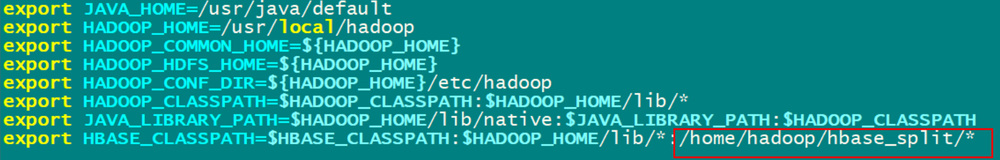 export JAVA_HOME=/usr/java/default
export HADOOP_HOME=/usr/local/hadoop
export HADOOP_COMMON_HOME=${HADOOP_HOME}
export HADOOP_HDFS_HOME=${HADOOP_HOME}
export HADOOP_CONF_DIR=${HADOOP_HOME}/etc/hadoop
export HADOOP_CLASSPATH=$HADOOP_CLASSPATH:$HADOOP_HOME/lib/*
export JAVA_LIBRARY_PATH=$HADOOP_HOME/lib/native:$JAVA_LIBRARY_PATH:$HADOOP_CLASSPATH
export HBASE_CLASSPATH=$HBASE_CLASSPATH:$HADOOP_HOME/lib/*:/home/hadoop/hbase_split/*